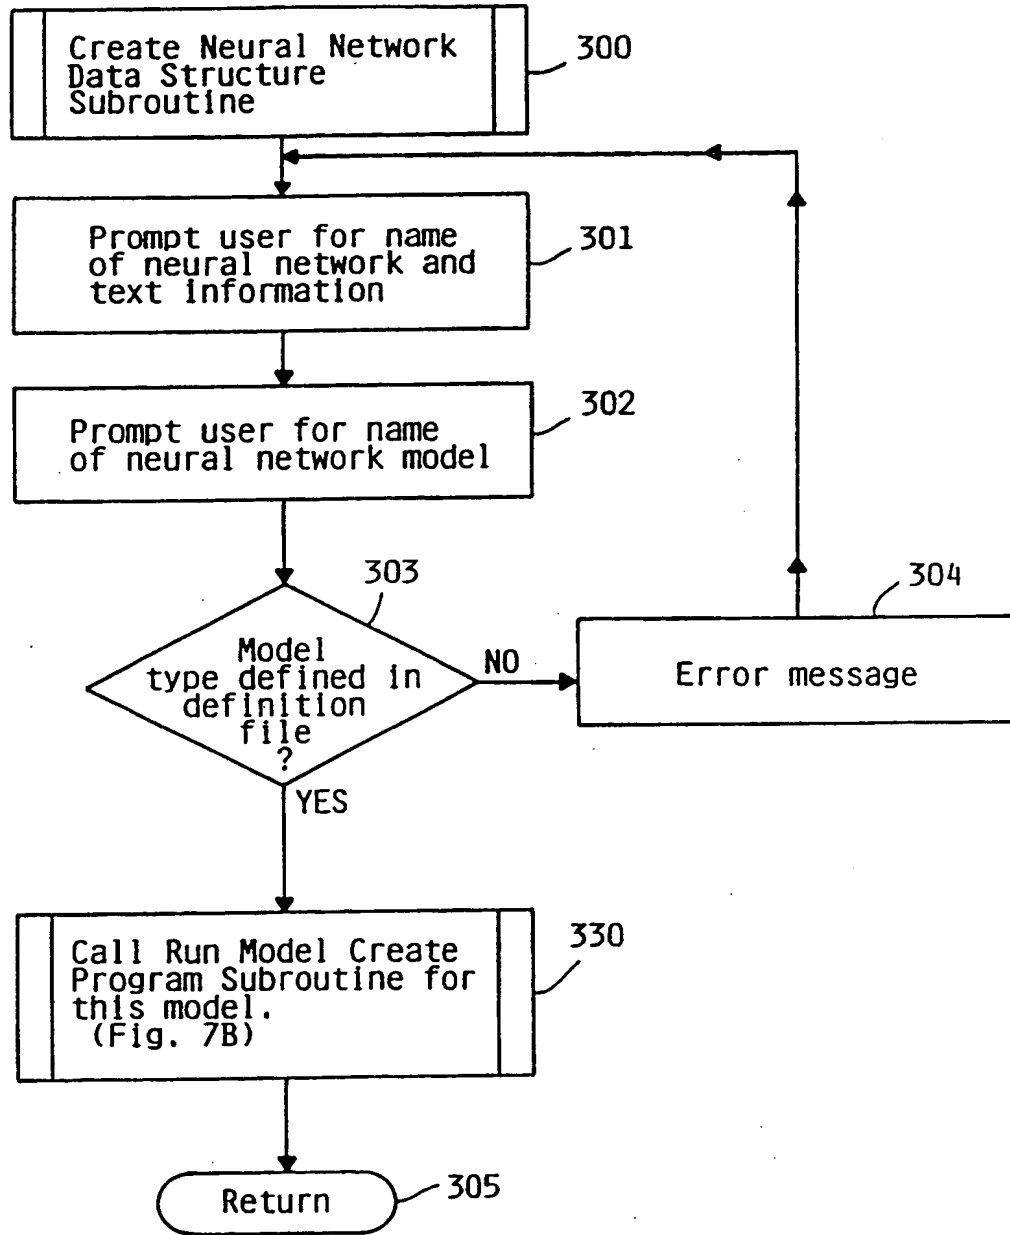 Create Neural Network
Data Structure
Subroutine
300
Prompt user for name
of neural network and
text information
301
Prompt user for name
of neural network model
302
303
Model
type defined in
definition
file
?
NO
YES
304
Error message
Call Run Model Create
Program Subroutine for
this model.
(Fig. 7B)
330
Return
305